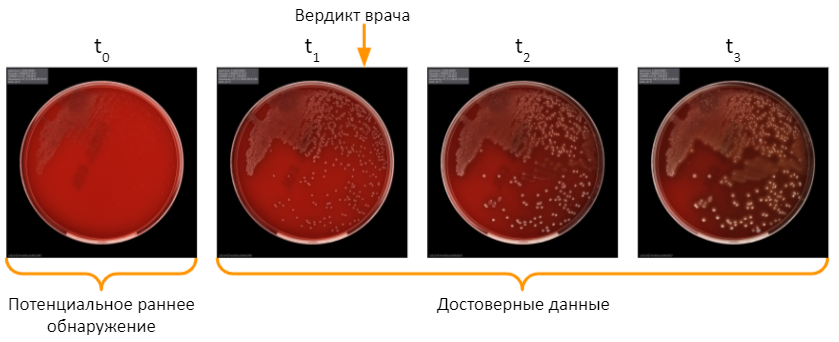 Вердикт врача
t0
t1
t2
t3
Потенциальное раннее
обнаружение
Достоверные данные